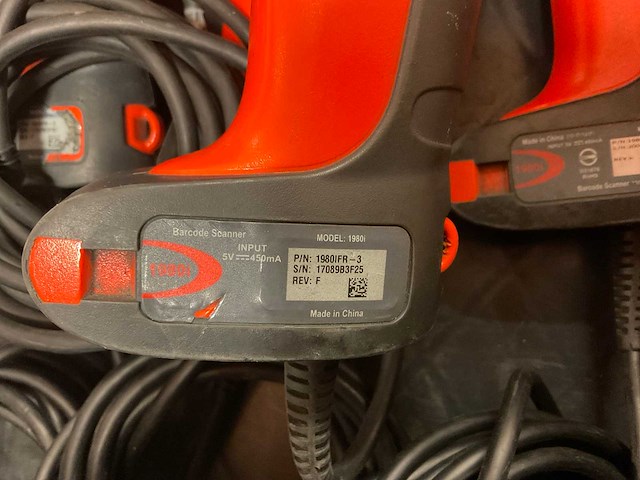 Barcode Scanner
MODEL: 1980i
INPUT
5V⎓450mA
P/N: 1980IFR-3
S/N: 17089B3F25
REV: F
Made in China
Made in China
Barcode Scanner